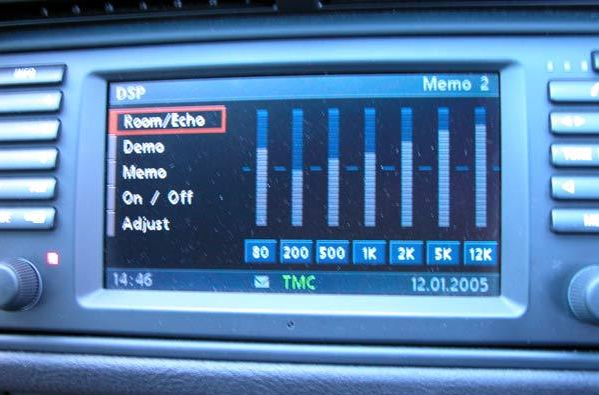 INFO
DSP Memo 2
Room/Echo
Demo
Memo
On / Off
Adjust
80 200 500 1K 2K 5K 12K
14:46 TMC 12.01.2005